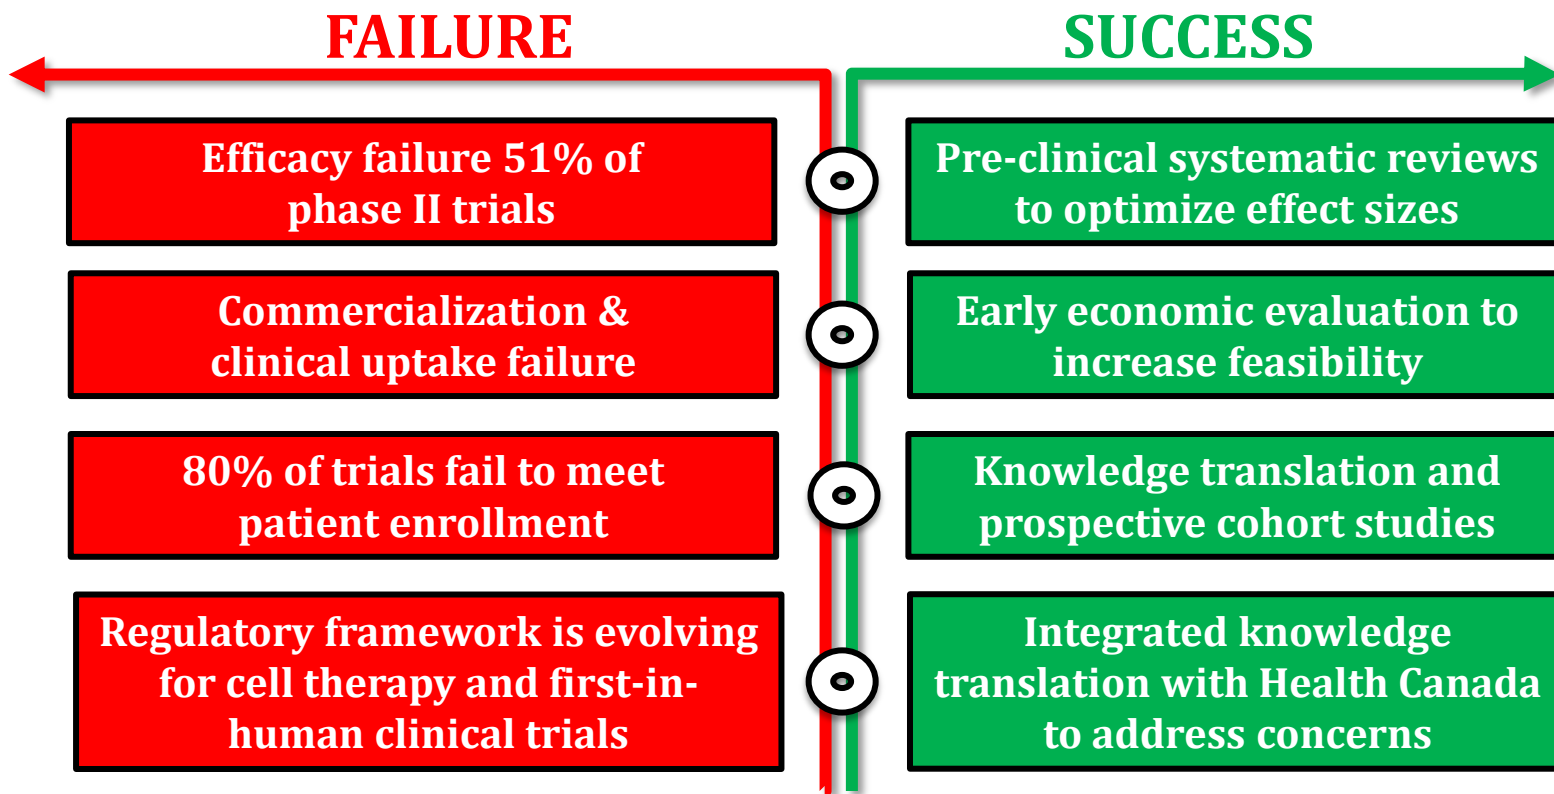 FAILURE
SUCCESS
Efficacy failure 51% of
phase II trials
Pre-clinical systematic reviews
to optimize effect sizes
Commercialization &
clinical uptake failure
Early economic evaluation to
increase feasibility
80% of trials fail to meet
patient enrollment
Knowledge translation and
prospective cohort studies
Regulatory framework is evolving
for cell therapy and first-in-
human clinical trials
Integrated knowledge
translation with Health Canada
to address concerns